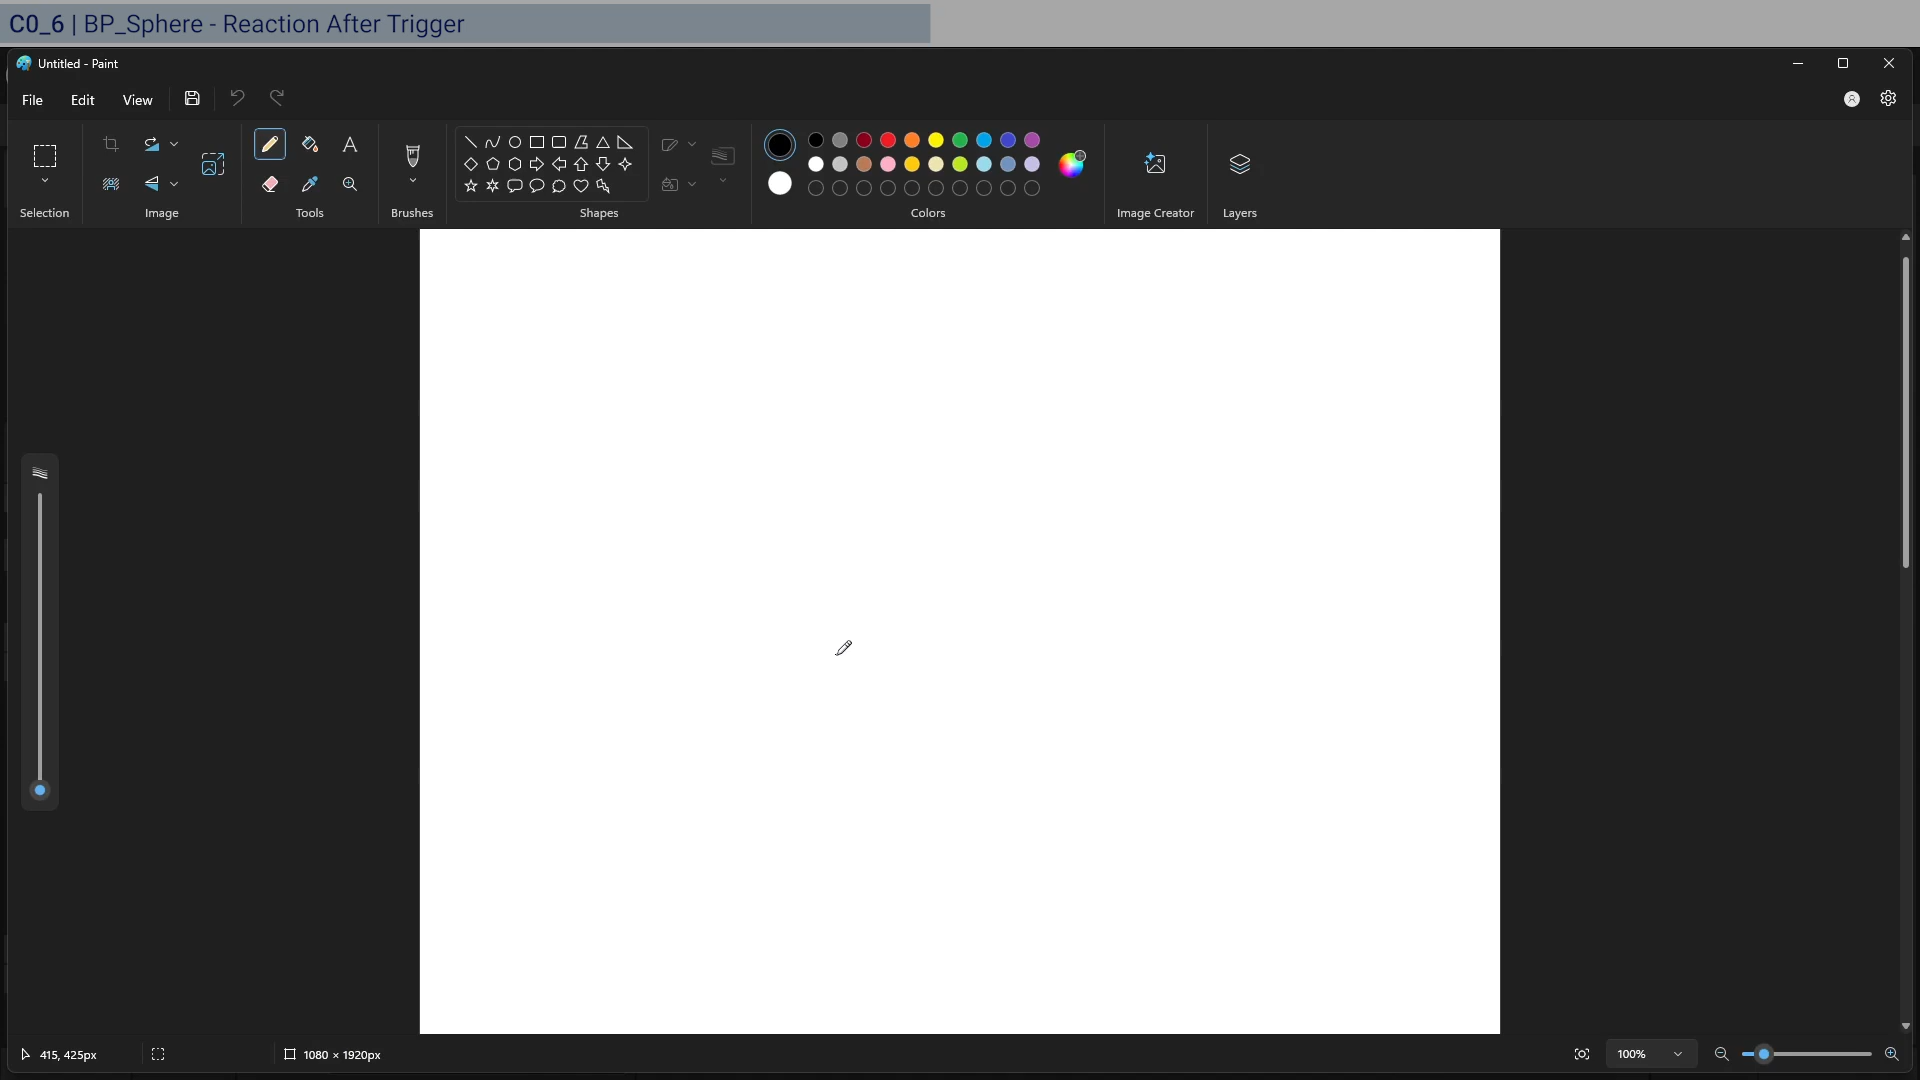 C0_6 | BP_Sphere - Reaction After Trigger
Untitled - Paint
File Edit View
Selection Image Tools Brushes Shapes Colors Image Creator Layers
415, 425px 1080 × 1920px 100%